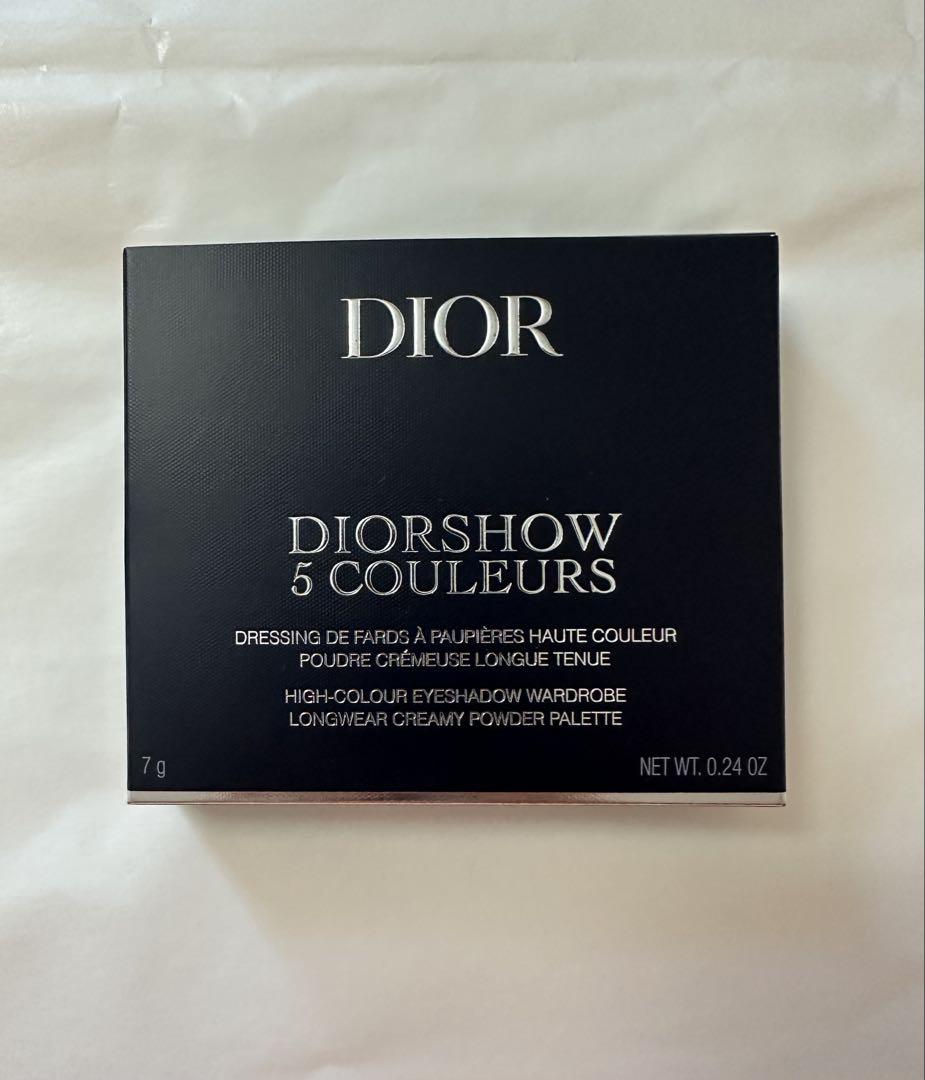 DIOR
DIORSHOW
5 COULEURS
DRESSING DE FARDS À PAUPIÈRES HAUTE COULEUR
POUDRE CRÉMEUSE LONGUE TENUE
HIGH-COLOUR EYESHADOW WARDROBE
LONGWEAR CREAMY POWDER PALETTE
7 g
NET WT. 0.24 OZ